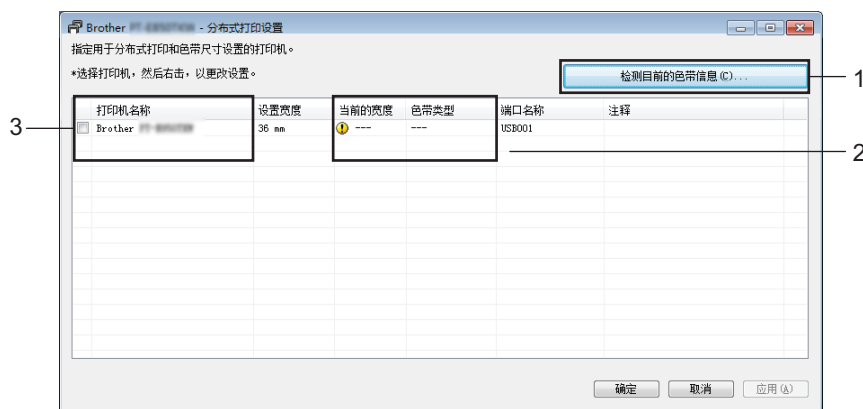 Brother - 分布式打印设置
指定用于分布式打印和色带尺寸设置的打印机。
*选择打印机，然后右击，以更改设置。
检测目前的色带信息(C)...
1
打印机名称 设置宽度 当前的宽度 色带类型 端口名称 注释
3
Brother 36 mm --- --- USB001
2
确定 取消 应用(A)